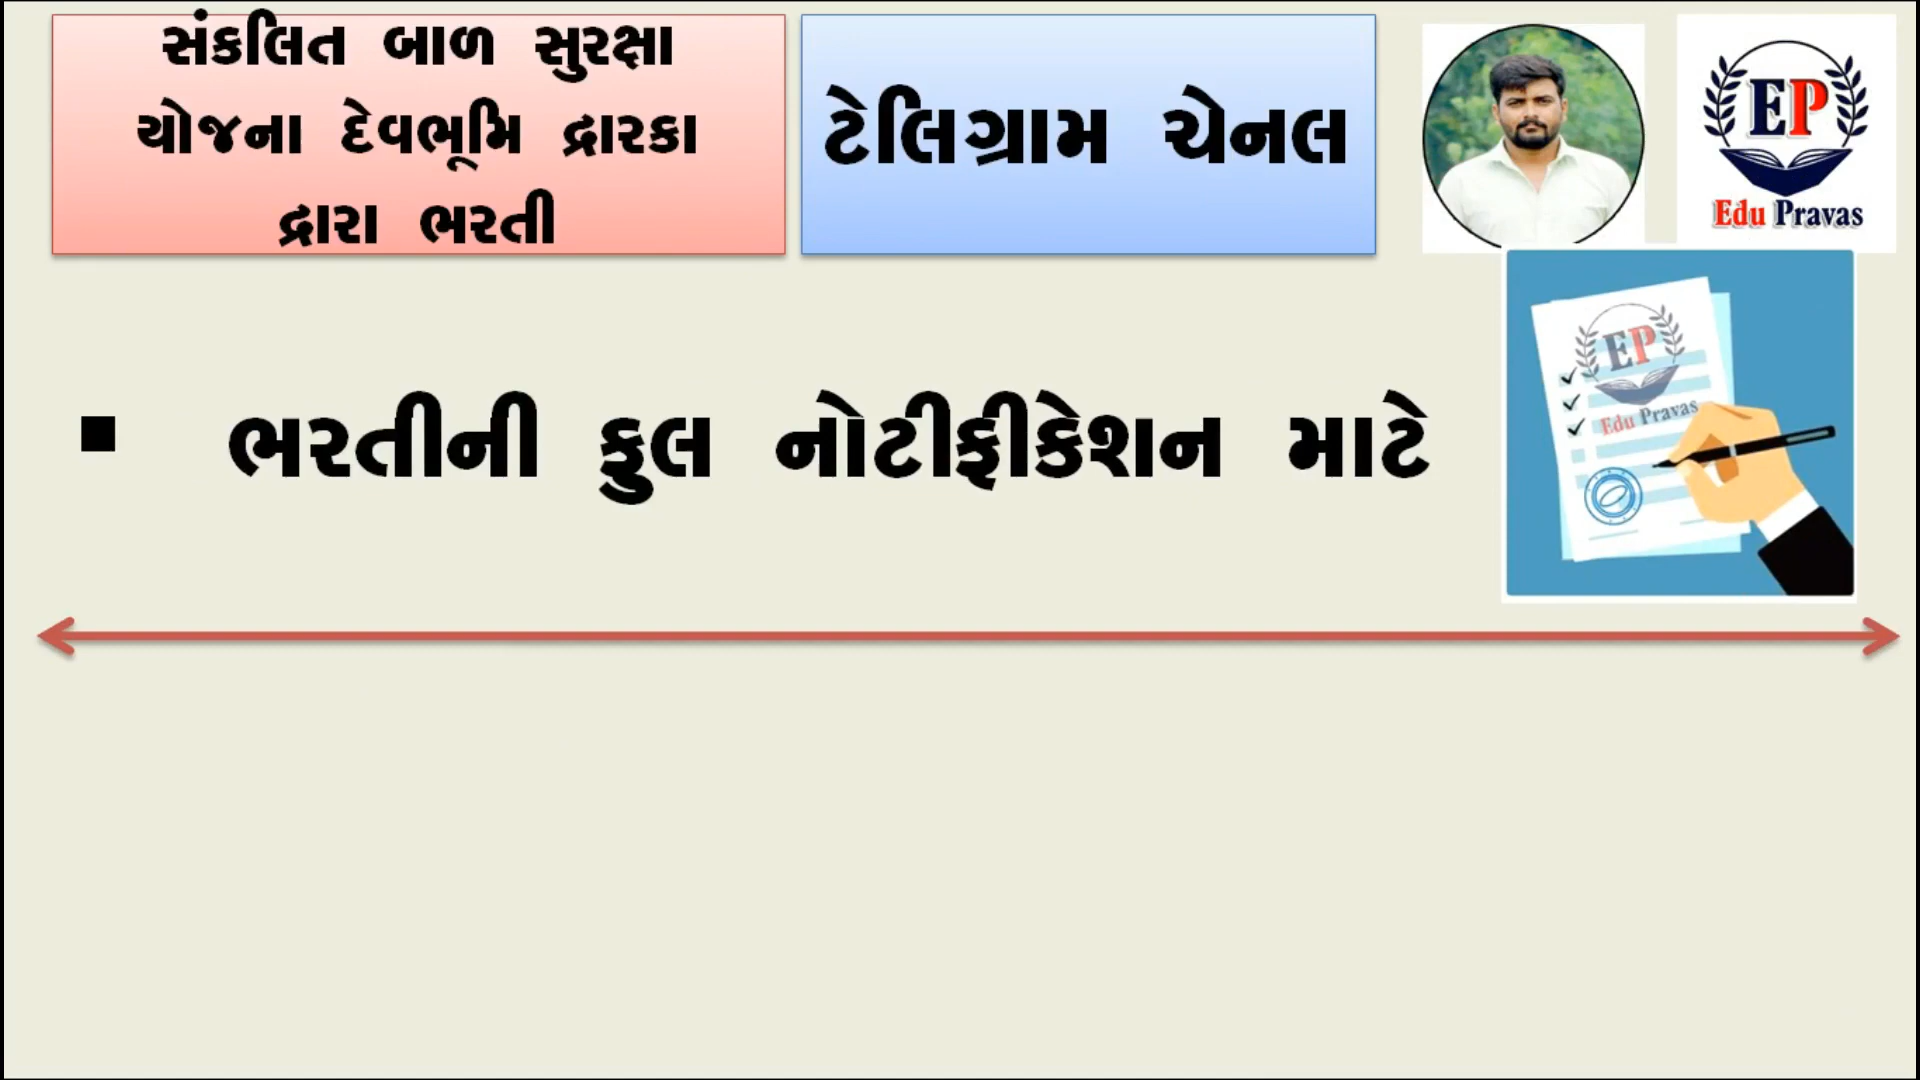 સંકલિત બાળ સુરક્ષા
યોજના દેવભૂમિ દ્રારકા
દ્રારા ભરતી
ટેલિગ્રામ ચેનલ
EP
Edu Pravas
▪ ભરતીની કુલ નોટીફીકેશન માટે
EP
Edu Pravas